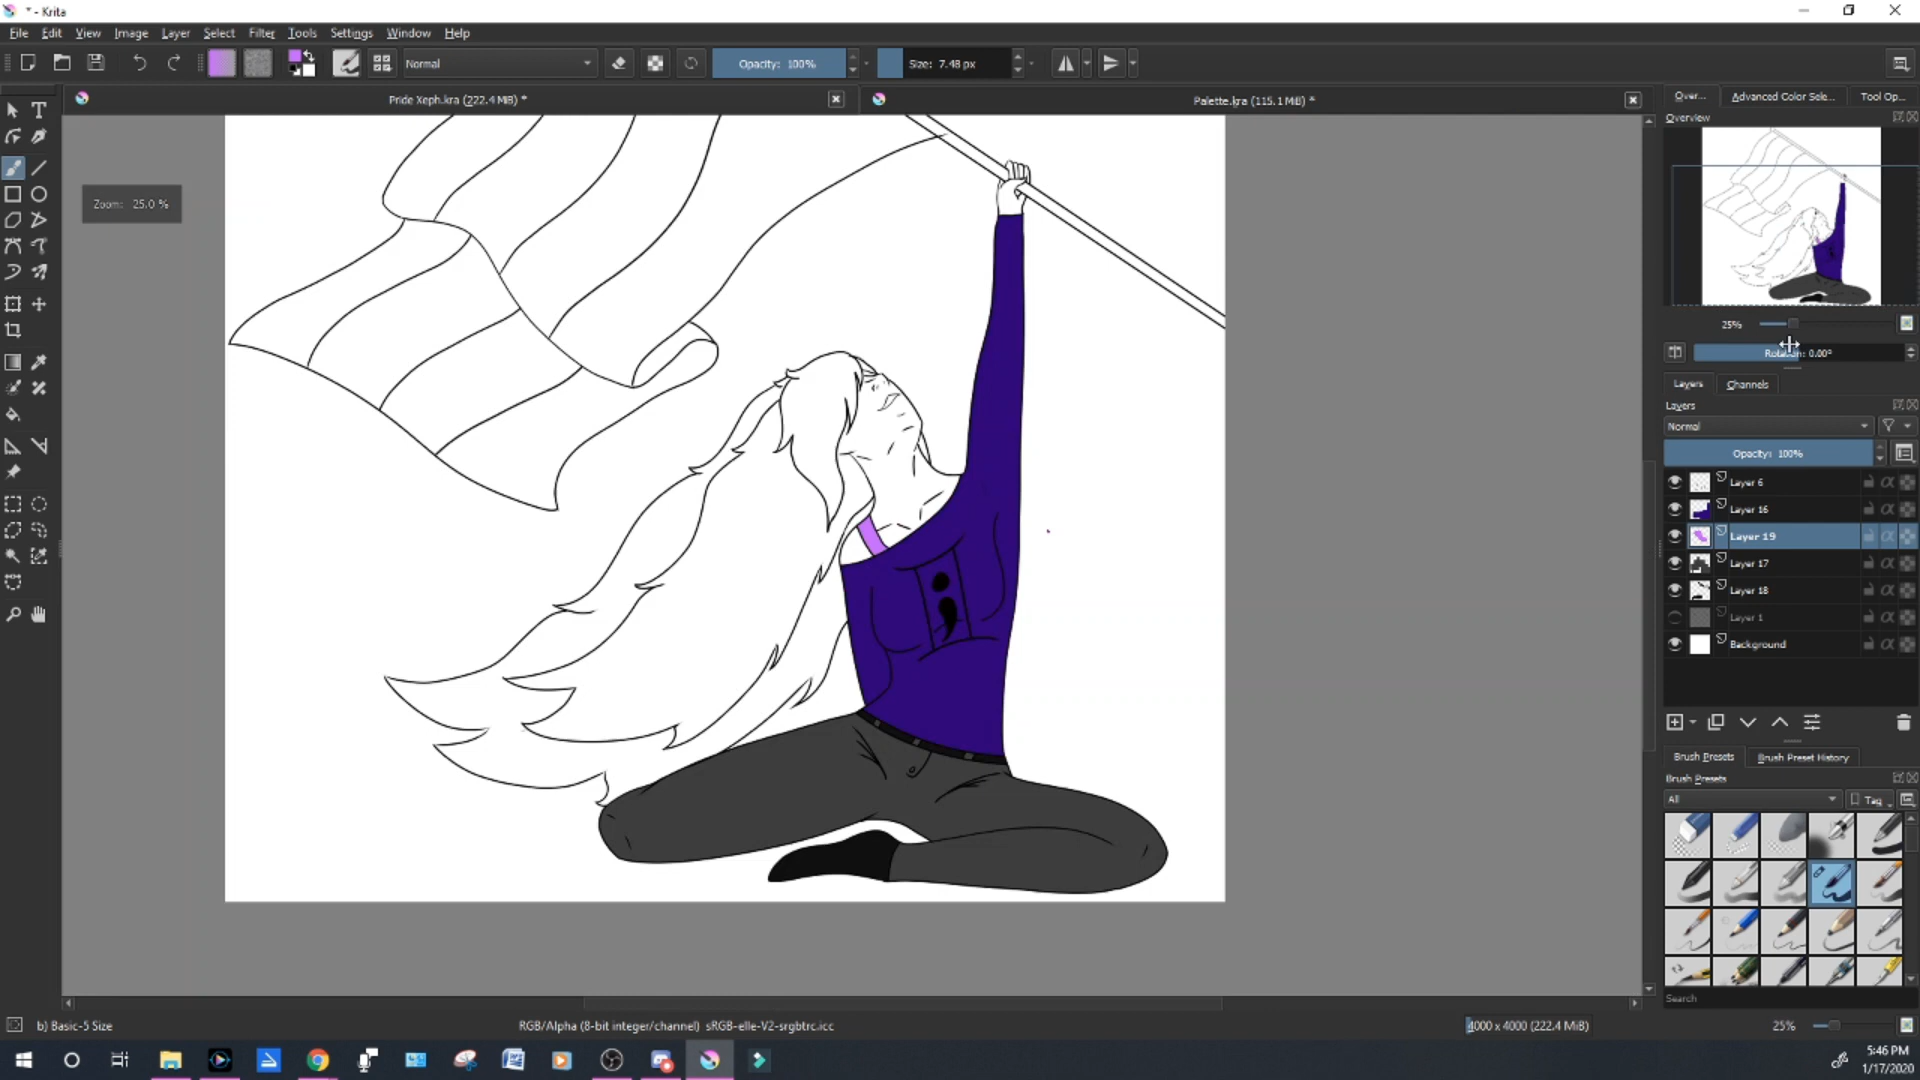 * - Krita
File Edit View Image Layer Select Filter Tools Settings Window Help
Normal Opacity: 100% Size: 7.48 px
Pride Xeph.kra (222.4 MiB) * Palette.kra (115.1 MiB) *
Over... Advanced Color Sele... Tool Op...
Overview
Zoom: 25.0 %
25%
Rotation: 0.00°
Layers Channels
Layers
Normal
Opacity: 100%
Layer 6
Layer 16
Layer 19
Layer 17
Layer 18
Layer 1
Background
Brush Presets Brush Preset History
Brush Presets
All Tag
Search
b) Basic-5 Size RGB/Alpha (8-bit integer/channel) sRGB-elle-V2-srgbtrc.icc 4000 x 4000 (222.4 MiB) 25%
5:46 PM
1/17/2020